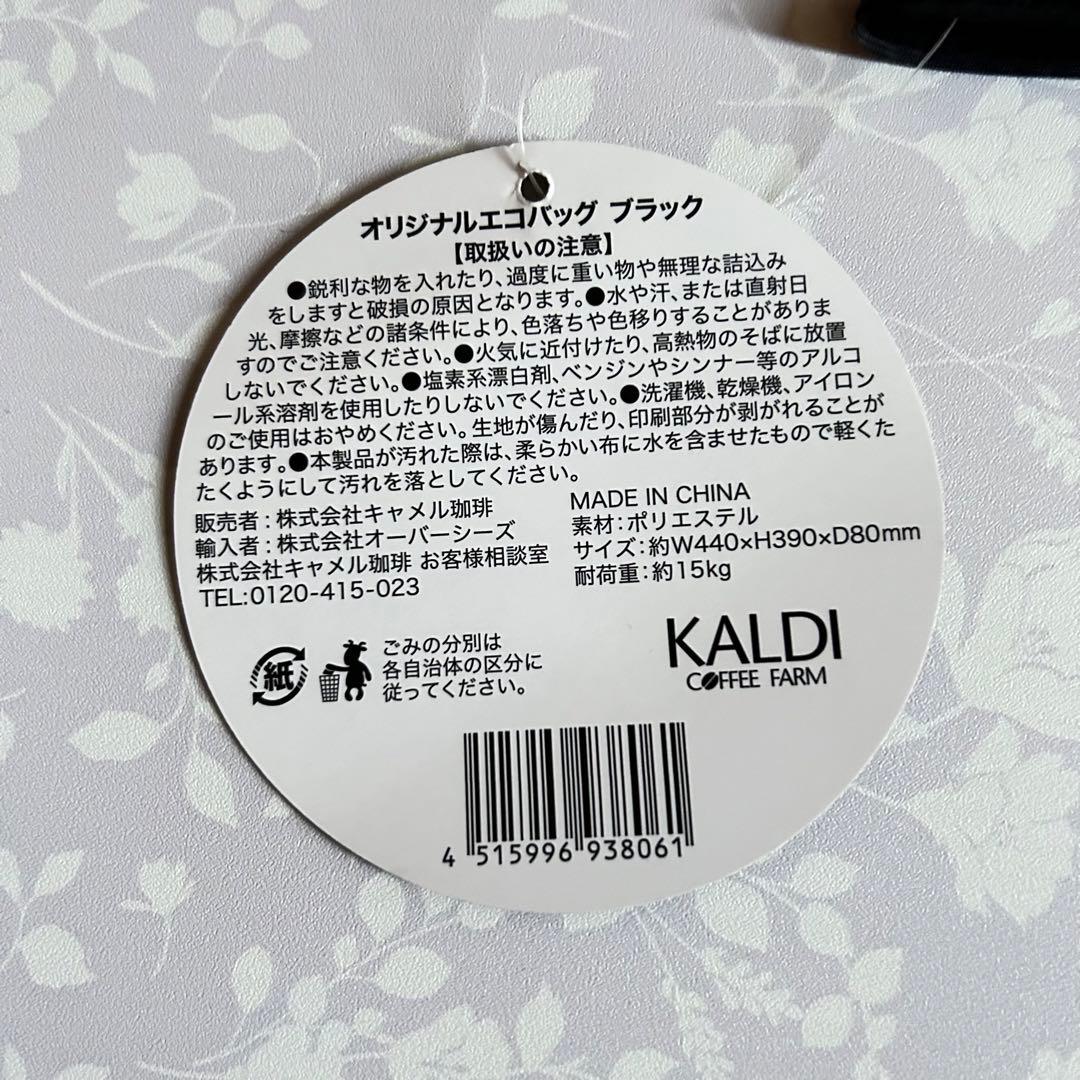 オリジナルエコバッグ ブラック
【取扱いの注意】
●鋭利な物を入れたり、過度に重い物や無理な詰込み
をしますと破損の原因となります。●水や汗、または直射日
光、摩擦などの諸条件により、色落ちや色移りすることがありま
すのでご注意ください。●火気に近付けたり、高熱物のそばに放置
しないでください。●塩素系漂白剤、ベンジンやシンナー等のアルコ
ール系溶剤を使用したりしないでください。●洗濯機、乾燥機、アイロン
のご使用はおやめください。生地が傷んだり、印刷部分が剥がれることが
あります。●本製品が汚れた際は、柔らかい布に水を含ませたもので軽くた
たくようにして汚れを落としてください。
販売者：株式会社キャメル珈琲
輸入者：株式会社オーバーシーズ
株式会社キャメル珈琲 お客様相談室
TEL:0120-415-023
MADE IN CHINA
素材：ポリエステル
サイズ：約W440×H390×D80mm
耐荷重：約15kg
紙
ごみの分別は
各自治体の区分に
従ってください。
KALDI
COFFEE FARM
4 515996 938061